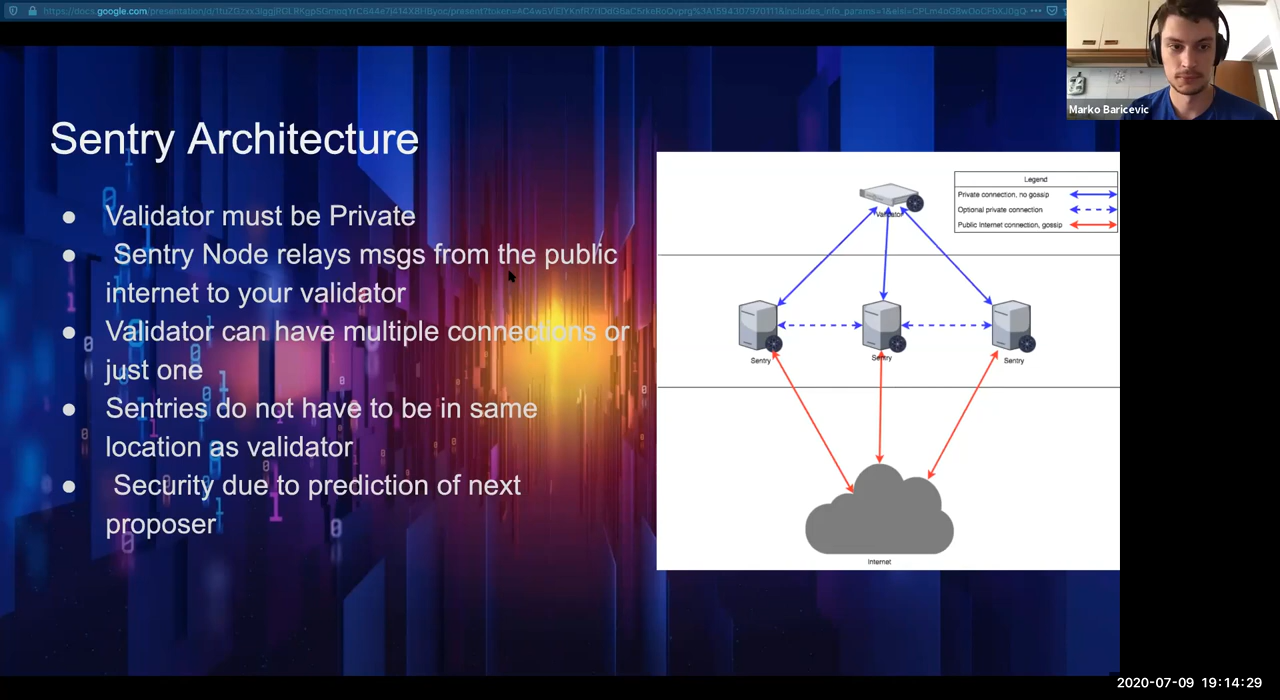 Sentry Architecture
Validator must be Private
Sentry Node relays msgs from the public
internet to your validator
Validator can have multiple connections or
just one
Sentries do not have to be in same
location as validator
Security due to prediction of next
proposer
Legend
Private connection, no gossip
Optional private connection
Public Internet connection, gossip
Validator
Sentry
Sentry
Sentry
Internet
Marko Baricevic
2020-07-09 19:14:29